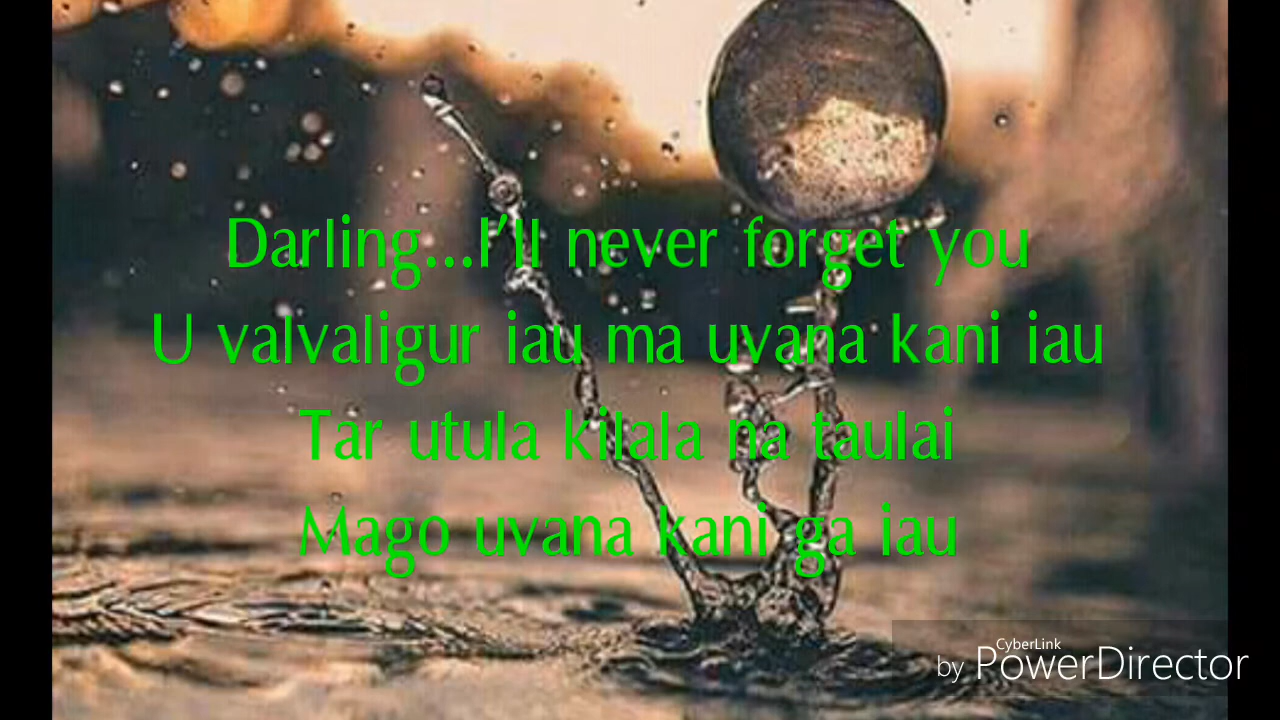 Darling...I'll never forget you
U valvaligur iau ma uvana kani iau
Tar utula kilala na taulai
Mago uvana kani ga iau
by CyberLink PowerDirector